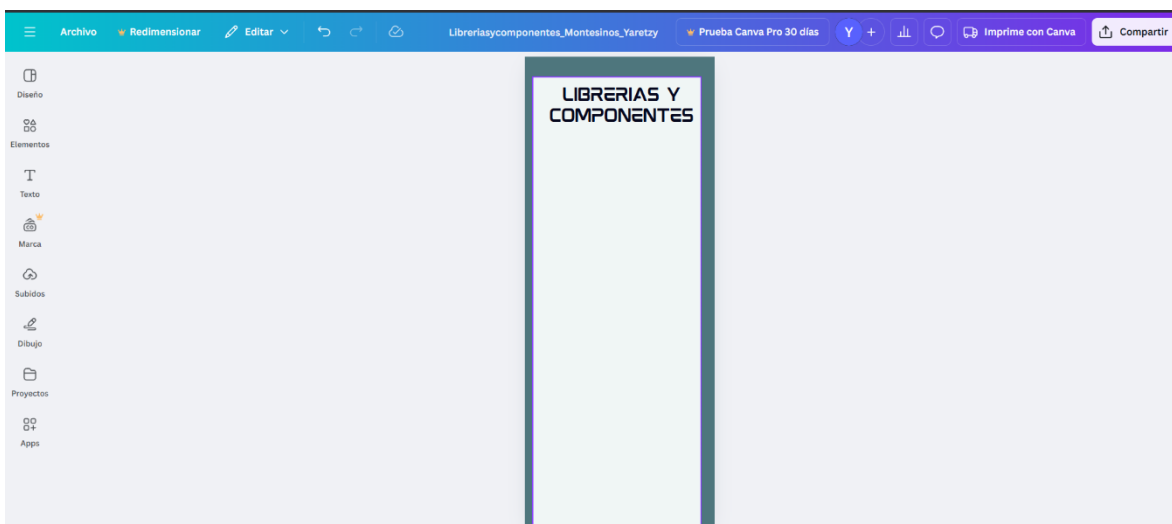 Archivo
Redimensionar
Editar
Libreriasycomponentes_Montesinos_Yaretzy
Prueba Canva Pro 30 días
Y
Imprime con Canva
Compartir
Diseño
Elementos
Texto
Marca
Subidos
Dibujo
Proyectos
Apps
LIBRERIAS Y
COMPONENTES